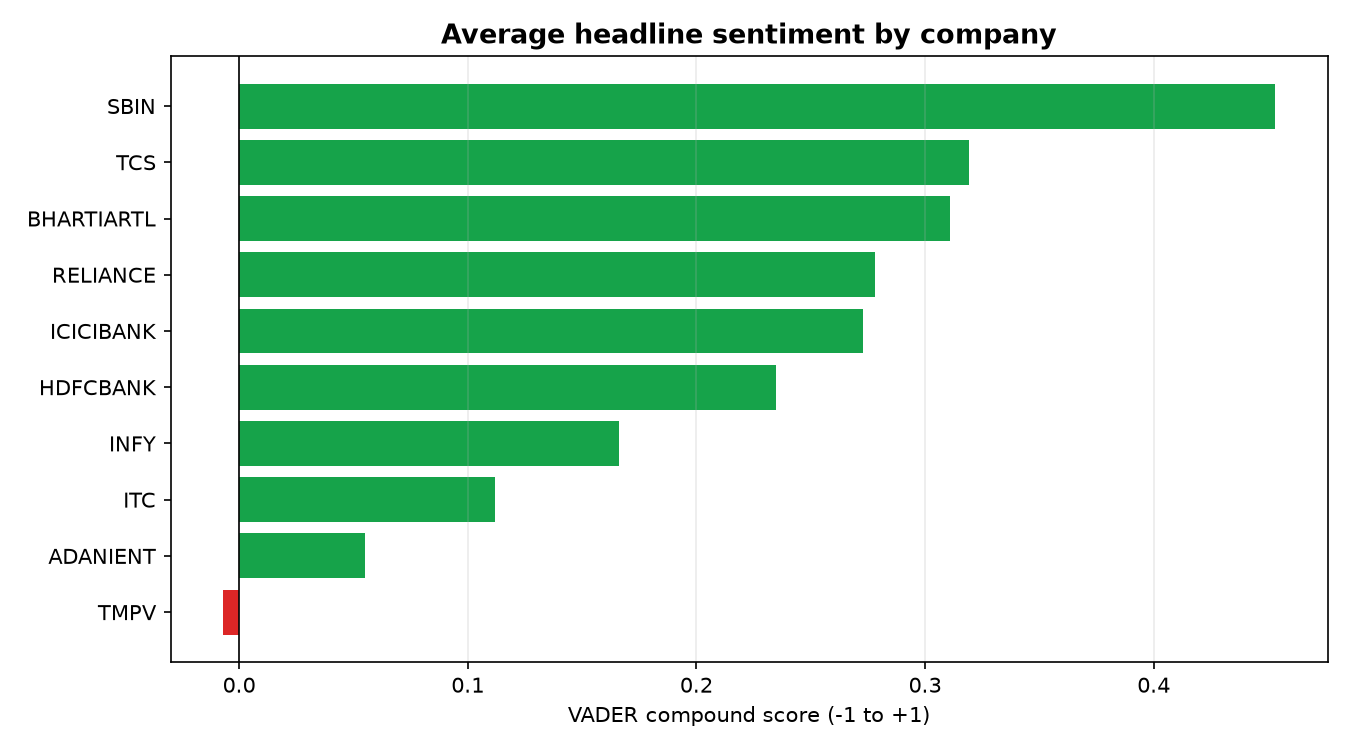 Average headline sentiment by company
SBIN
TCS
BHARTIARTL
RELIANCE
ICICIBANK
HDFCBANK
INFY
ITC
ADANIENT
TMPV
0.0 0.1 0.2 0.3 0.4
VADER compound score (-1 to +1)